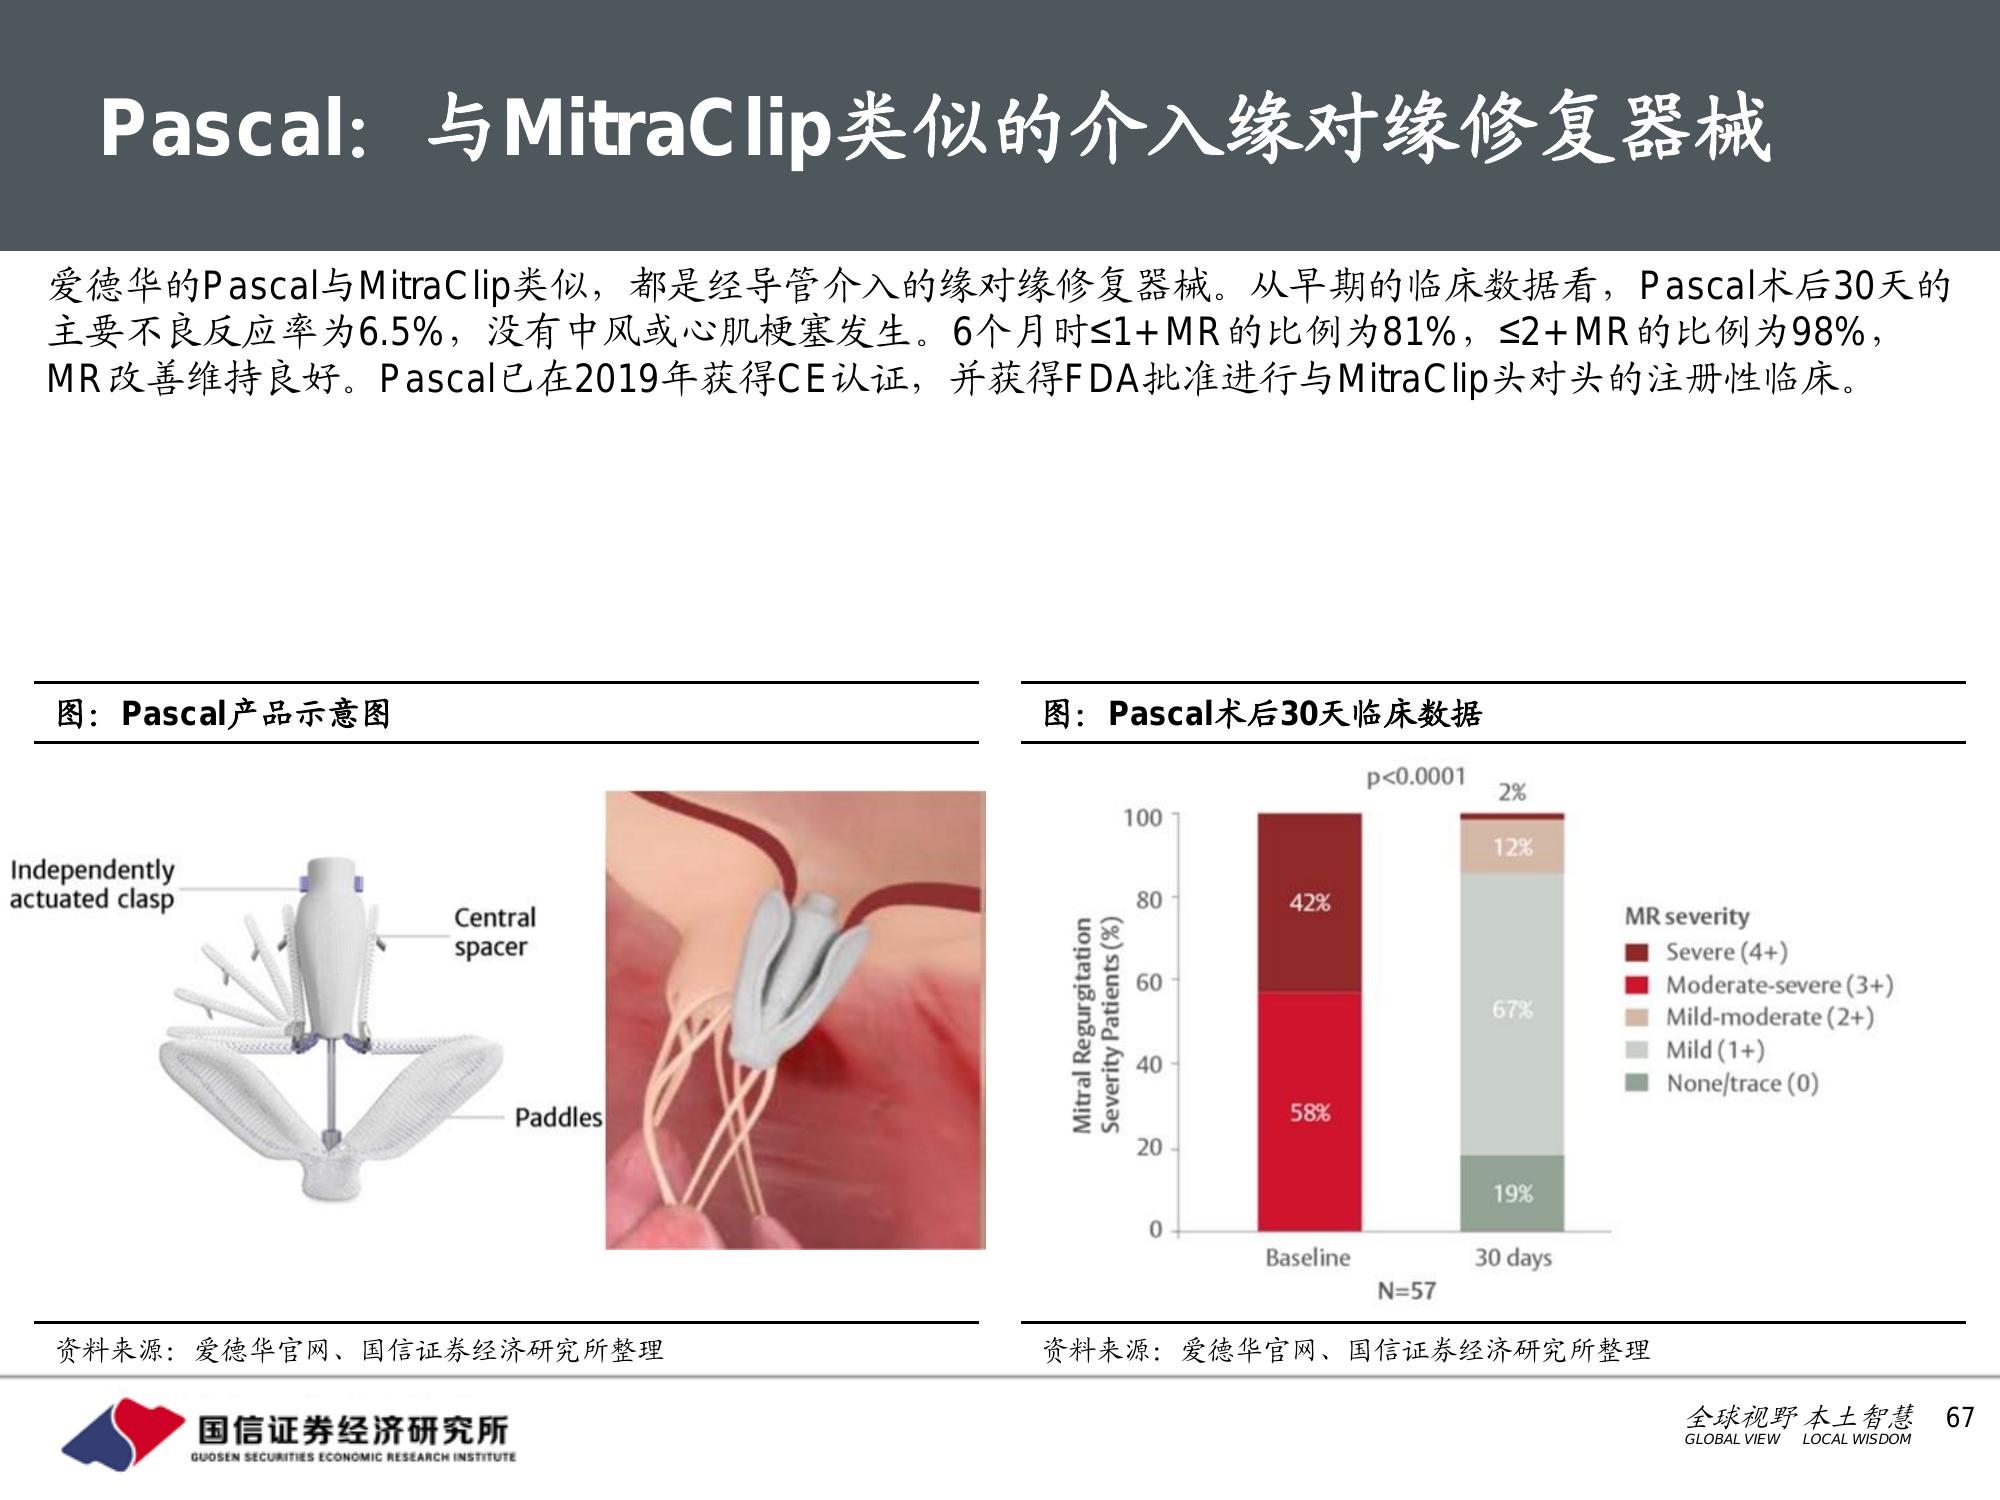 Pascal：与MitraClip类似的介入缘对缘修复器械
爱德华的Pascal与MitraClip类似，都是经导管介入的缘对缘修复器械。从早期的临床数据看，Pascal术后30天的
主要不良反应率为6.5%，没有中风或心肌梗塞发生。6个月时≤1+MR的比例为81%，≤2+MR的比例为98%，
MR改善维持良好。Pascal已在2019年获得CE认证，并获得FDA批准进行与MitraClip头对头的注册性临床。
图：Pascal产品示意图
Independently
actuated clasp
Central
spacer
Paddles
资料来源：爱德华官网、国信证券经济研究所整理
图：Pascal术后30天临床数据
p<0.0001
2%
Mitral Regurgitation
Severity Patients (%)
100
80
60
40
20
0
42%
58%
12%
67%
19%
Baseline
30 days
N=57
MR severity
Severe (4+)
Moderate-severe (3+)
Mild-moderate (2+)
Mild (1+)
None/trace (0)
资料来源：爱德华官网、国信证券经济研究所整理
国信证券经济研究所
GUOSEN SECURITIES ECONOMIC RESEARCH INSTITUTE
全球视野 本土智慧
GLOBAL VIEW LOCAL WISDOM
67